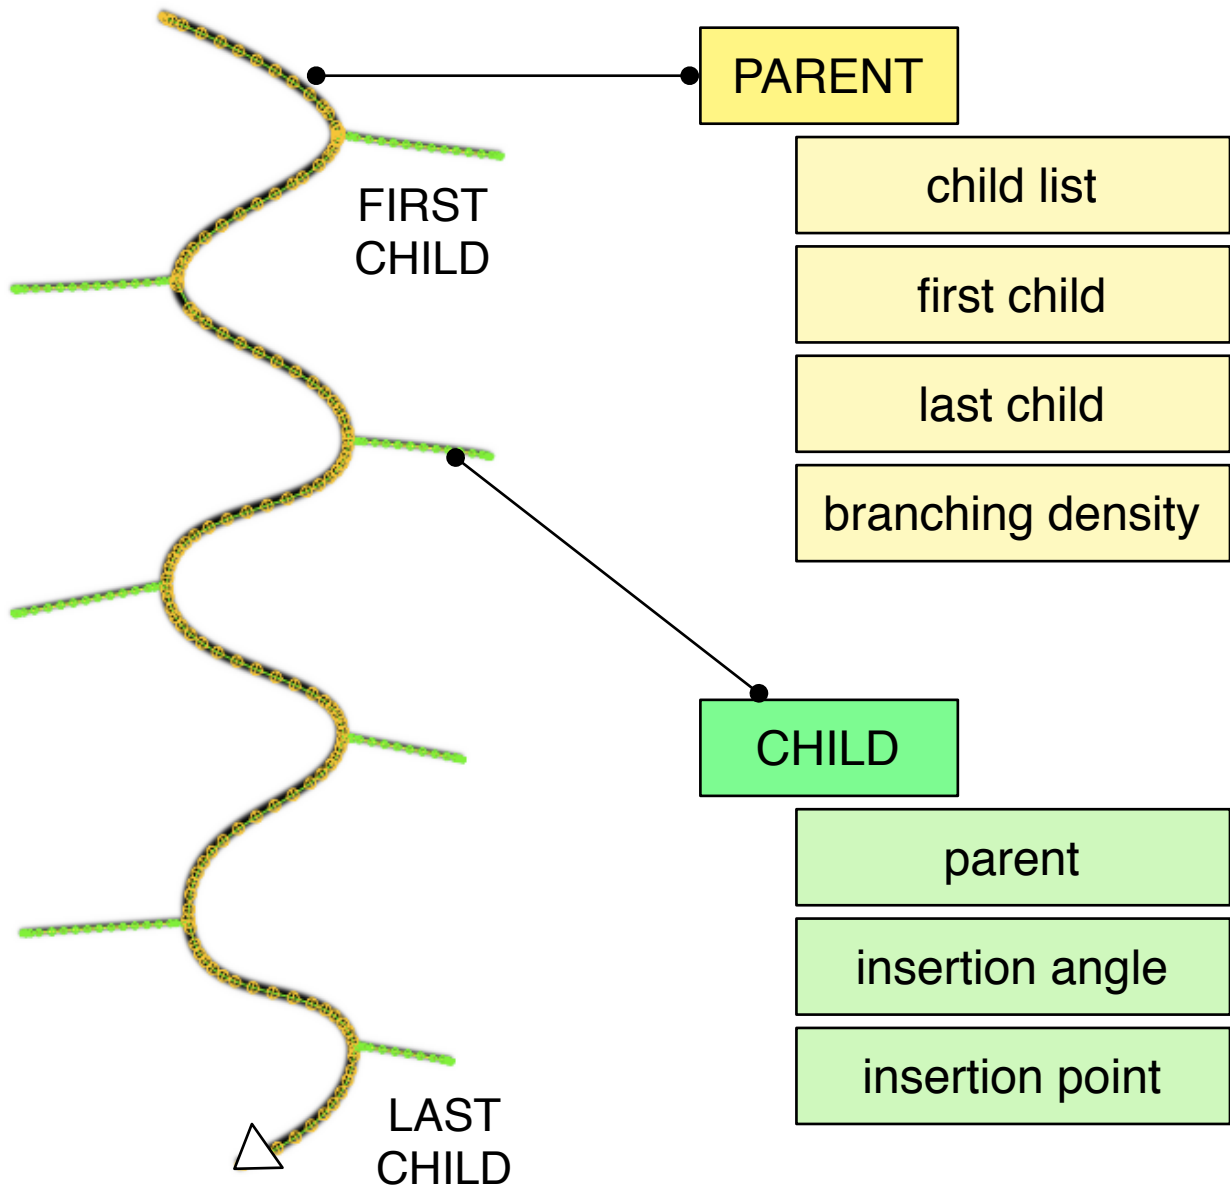 PARENT
child list
FIRST
CHILD
first child
last child
branching density
CHILD
parent
insertion angle
insertion point
LAST
CHILD